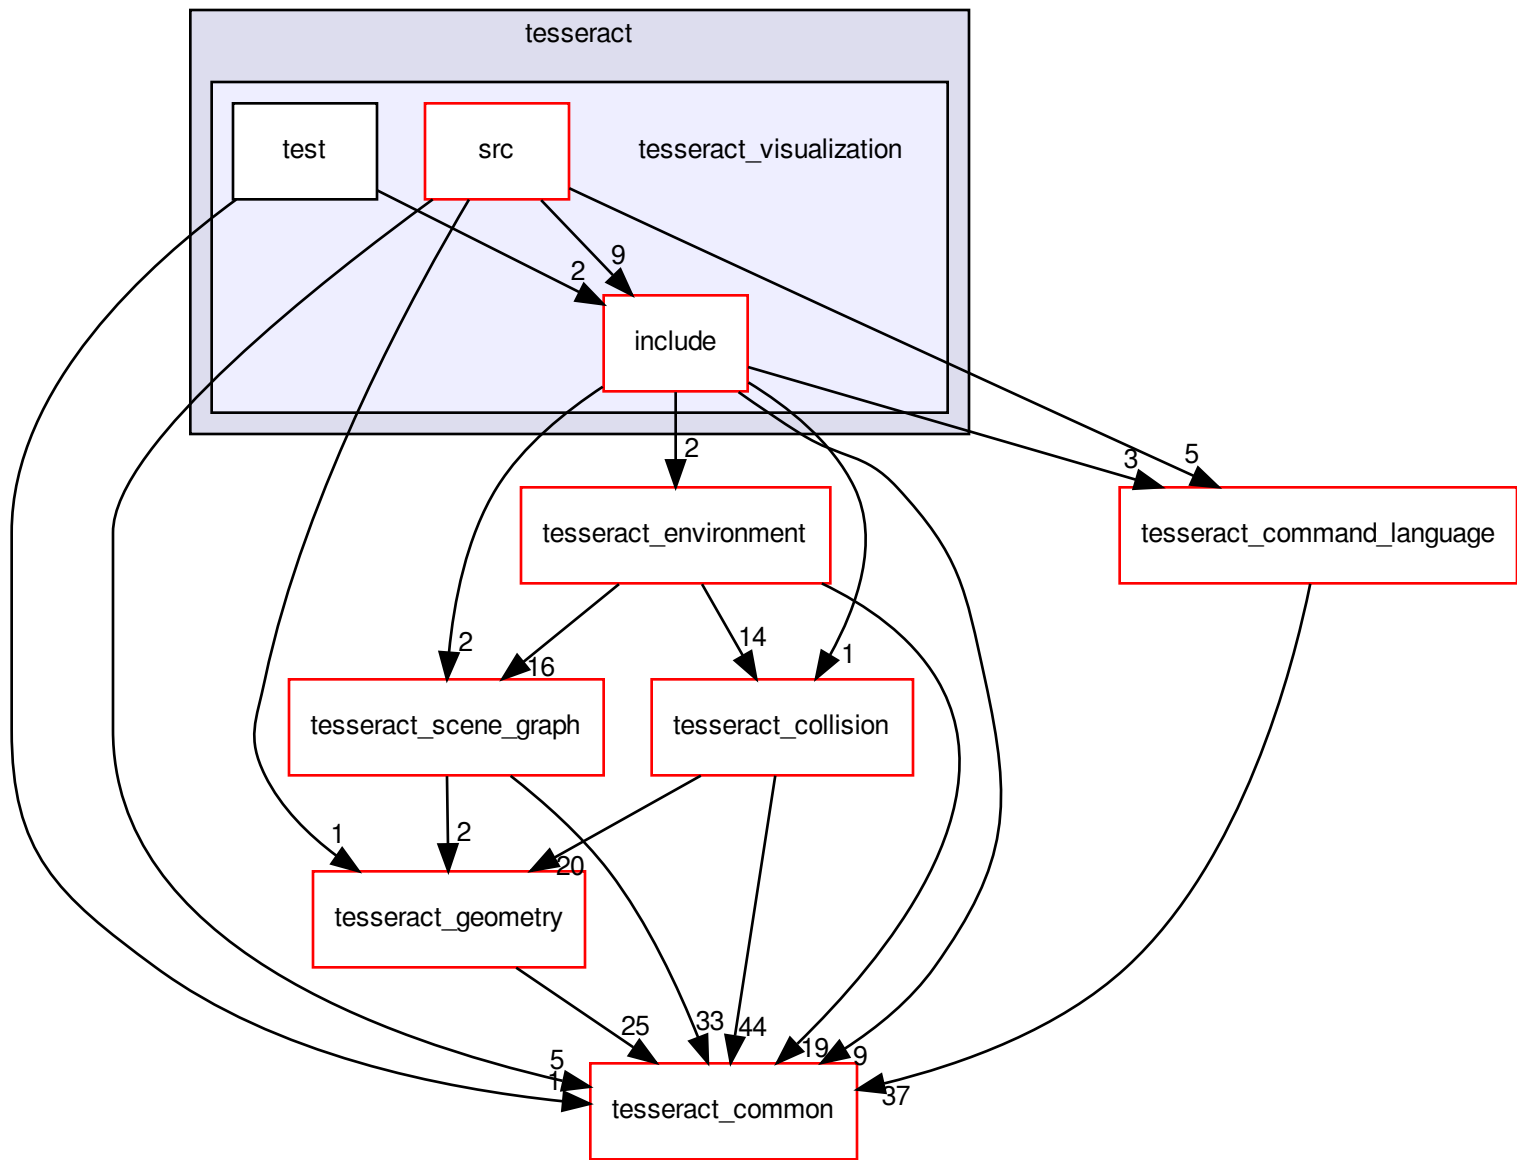 tesseract
test
src
tesseract_visualization
2
9
include
2
3
5
tesseract_environment
tesseract_command_language
2
16
14
1
tesseract_scene_graph
tesseract_collision
1
2
20
tesseract_geometry
25
33
44
19
9
5
1
37
tesseract_common